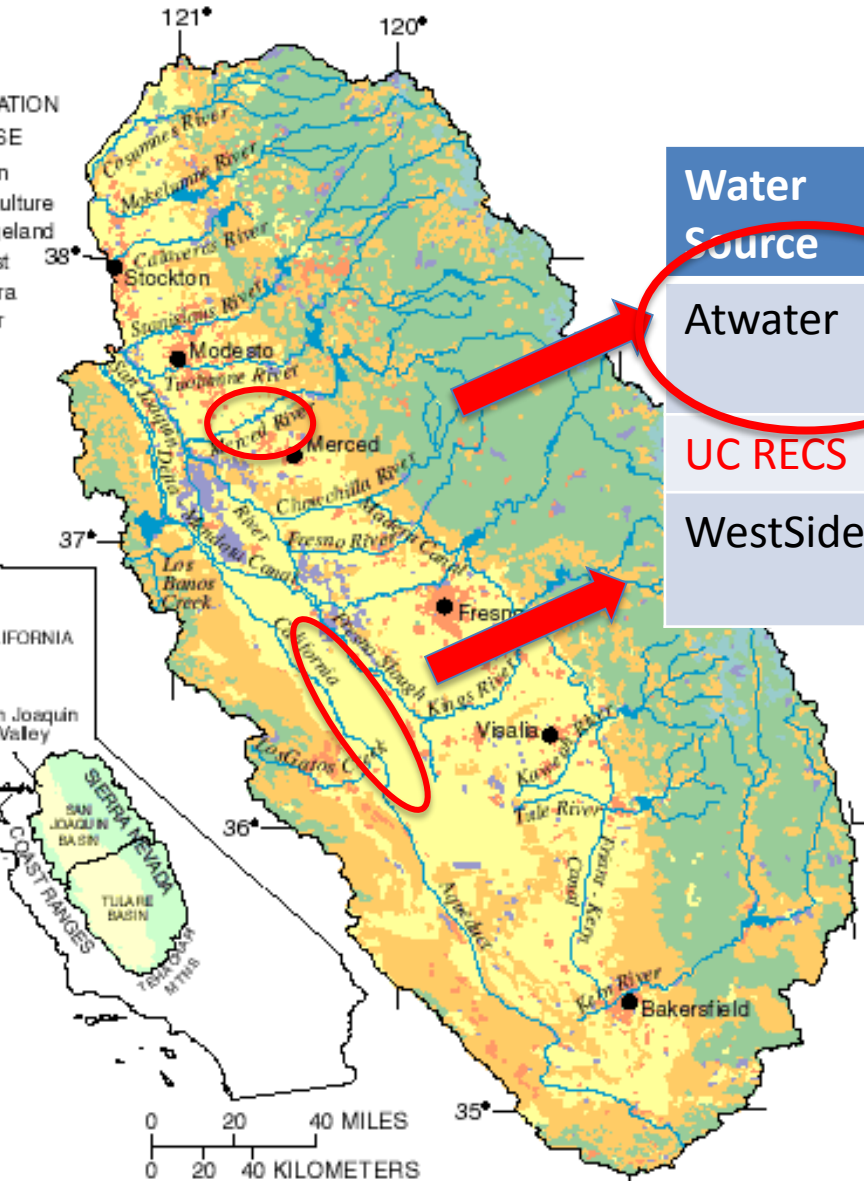 121°
120°
ATION
SE
n
ulture
eland
st
ra
r
Cosumnes River
Mokelumne River
Calaveras River
38°
Stockton
Stanislaus River
Modesto
Tuolumne River
San Joaquin
Delta
Merced River
Merced
Chowchilla River
River
Madera Canal
Fresno River
37°
Mendota Canal
Los
Banos
Creek
Fresno
California
Fresno Slough
Kings River
Visalia
Kaweah River
Los Gatos Creek
Tule River
36°
Friant - Kern
Canal
Aqueduct
Kern River
Bakersfield
35°
Water
Source
Atwater
UC RECS
WestSide
IFORNIA
n Joaquin
Valley
SIERRA NEVADA
SAN
JOAQUIN
BASIN
COAST RANGES
TULARE
BASIN
TEHACHAPI
MTNS
0 20 40 MILES
0 20 40 KILOMETERS